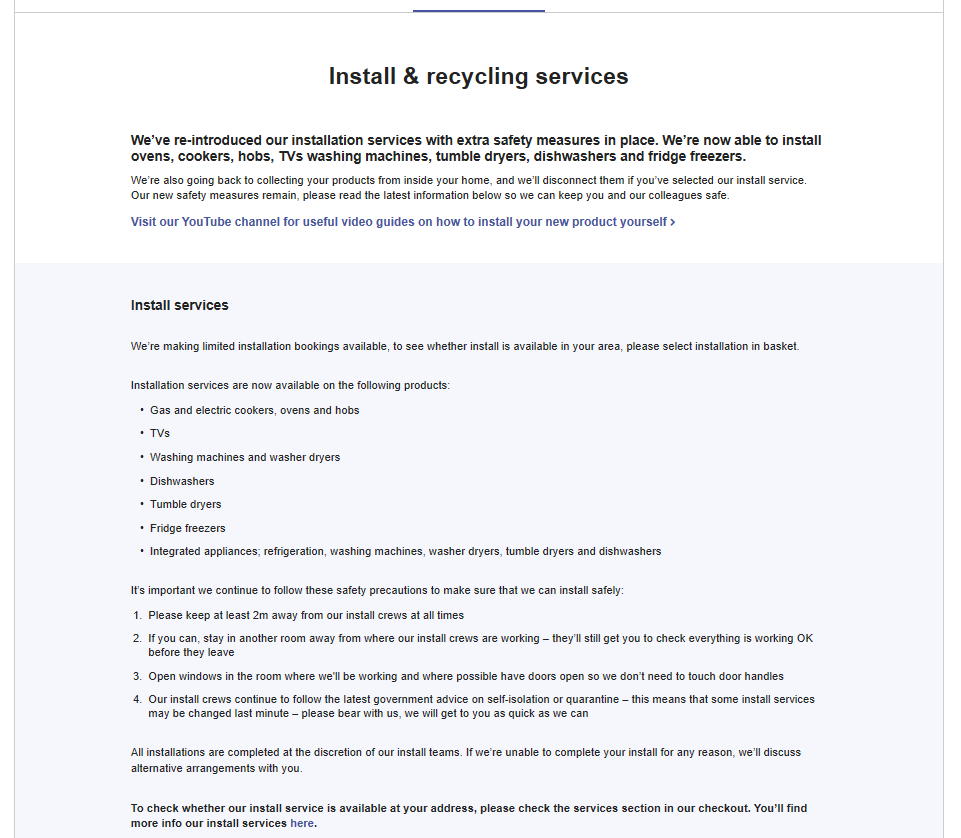 Install & recycling services
We’ve re-introduced our installation services with extra safety measures in place. We’re now able to install
ovens, cookers, hobs, TVs washing machines, tumble dryers, dishwashers and fridge freezers.
We’re also going back to collecting your products from inside your home, and we’ll disconnect them if you’ve selected our install service.
Our new safety measures remain, please read the latest information below so we can keep you and our colleagues safe.
Visit our YouTube channel for useful video guides on how to install your new product yourself ›
Install services
We’re making limited installation bookings available, to see whether install is available in your area, please select installation in basket.
Installation services are now available on the following products:
• Gas and electric cookers, ovens and hobs
• TVs
• Washing machines and washer dryers
• Dishwashers
• Tumble dryers
• Fridge freezers
• Integrated appliances; refrigeration, washing machines, washer dryers, tumble dryers and dishwashers
It’s important we continue to follow these safety precautions to make sure that we can install safely:
1. Please keep at least 2m away from our install crews at all times
2. If you can, stay in another room away from where our install crews are working – they’ll still get you to check everything is working OK
before they leave
3. Open windows in the room where we'll be working and where possible have doors open so we don’t need to touch door handles
4. Our install crews continue to follow the latest government advice on self-isolation or quarantine – this means that some install services
may be changed last minute – please bear with us, we will get to you as quick as we can
All installations are completed at the discretion of our install teams. If we’re unable to complete your install for any reason, we’ll discuss
alternative arrangements with you.
To check whether our install service is available at your address, please check the services section in our checkout. You’ll find
more info our install services here.